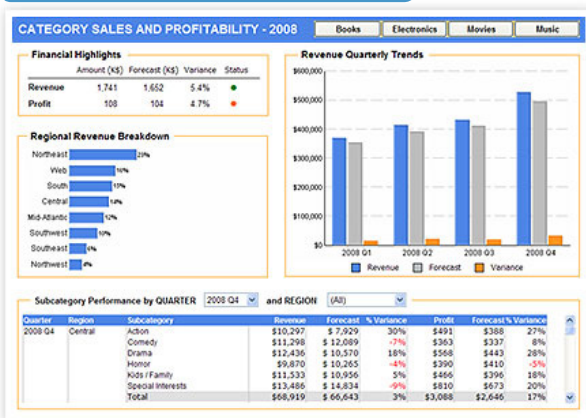 CATEGORY SALES AND PROFITABILITY - 2008
Books Electronics Movies Music
Financial Highlights
Amount (K$) Forecast (K$) Variance Status
Revenue 1,741 1,652 5.4%
Profit 108 104 4.7%
Regional Revenue Breakdown
Northeast
Web
South
Central 14%
Mid-Atlantic 12%
Southwest 10%
Southeast 6%
Northwest 4%
Revenue Quarterly Trends
$600,000
$500,000
$400,000
$300,000
$200,000
$100,000
$0
2008 Q1 2008 Q2 2008 Q3 2008 Q4
Revenue Forecast Variance
Subcategory Performance by QUARTER 2008 Q4 and REGION (All)
Quarter Region Subcategory Revenue Forecast % Variance Profit Forecast % Variance
2008 Q4 Central Action $10,297 $ 7,929 30% $491 $388 27%
Comedy $11,298 $ 12,089 -7% $363 $337 8%
Drama $12,436 $ 10,570 18% $568 $443 28%
Horror $9,870 $ 10,265 -4% $390 $410 -5%
Kids / Family $11,533 $ 10,956 5% $466 $396 18%
Special Interests $13,486 $ 14,834 -9% $810 $673 20%
Total $68,919 $ 66,643 3% $3,088 $2,646 17%